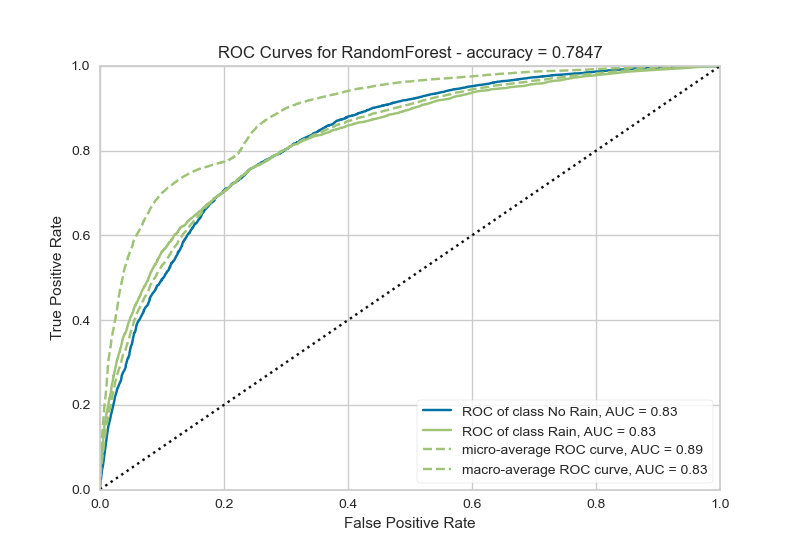 ROC Curves for RandomForest - accuracy = 0.7847
True Positive Rate
1.0
0.8
0.6
0.4
0.2
0.0
ROC of class No Rain, AUC = 0.83
ROC of class Rain, AUC = 0.83
micro-average ROC curve, AUC = 0.89
macro-average ROC curve, AUC = 0.83
0.0 0.2 0.4 0.6 0.8 1.0
False Positive Rate